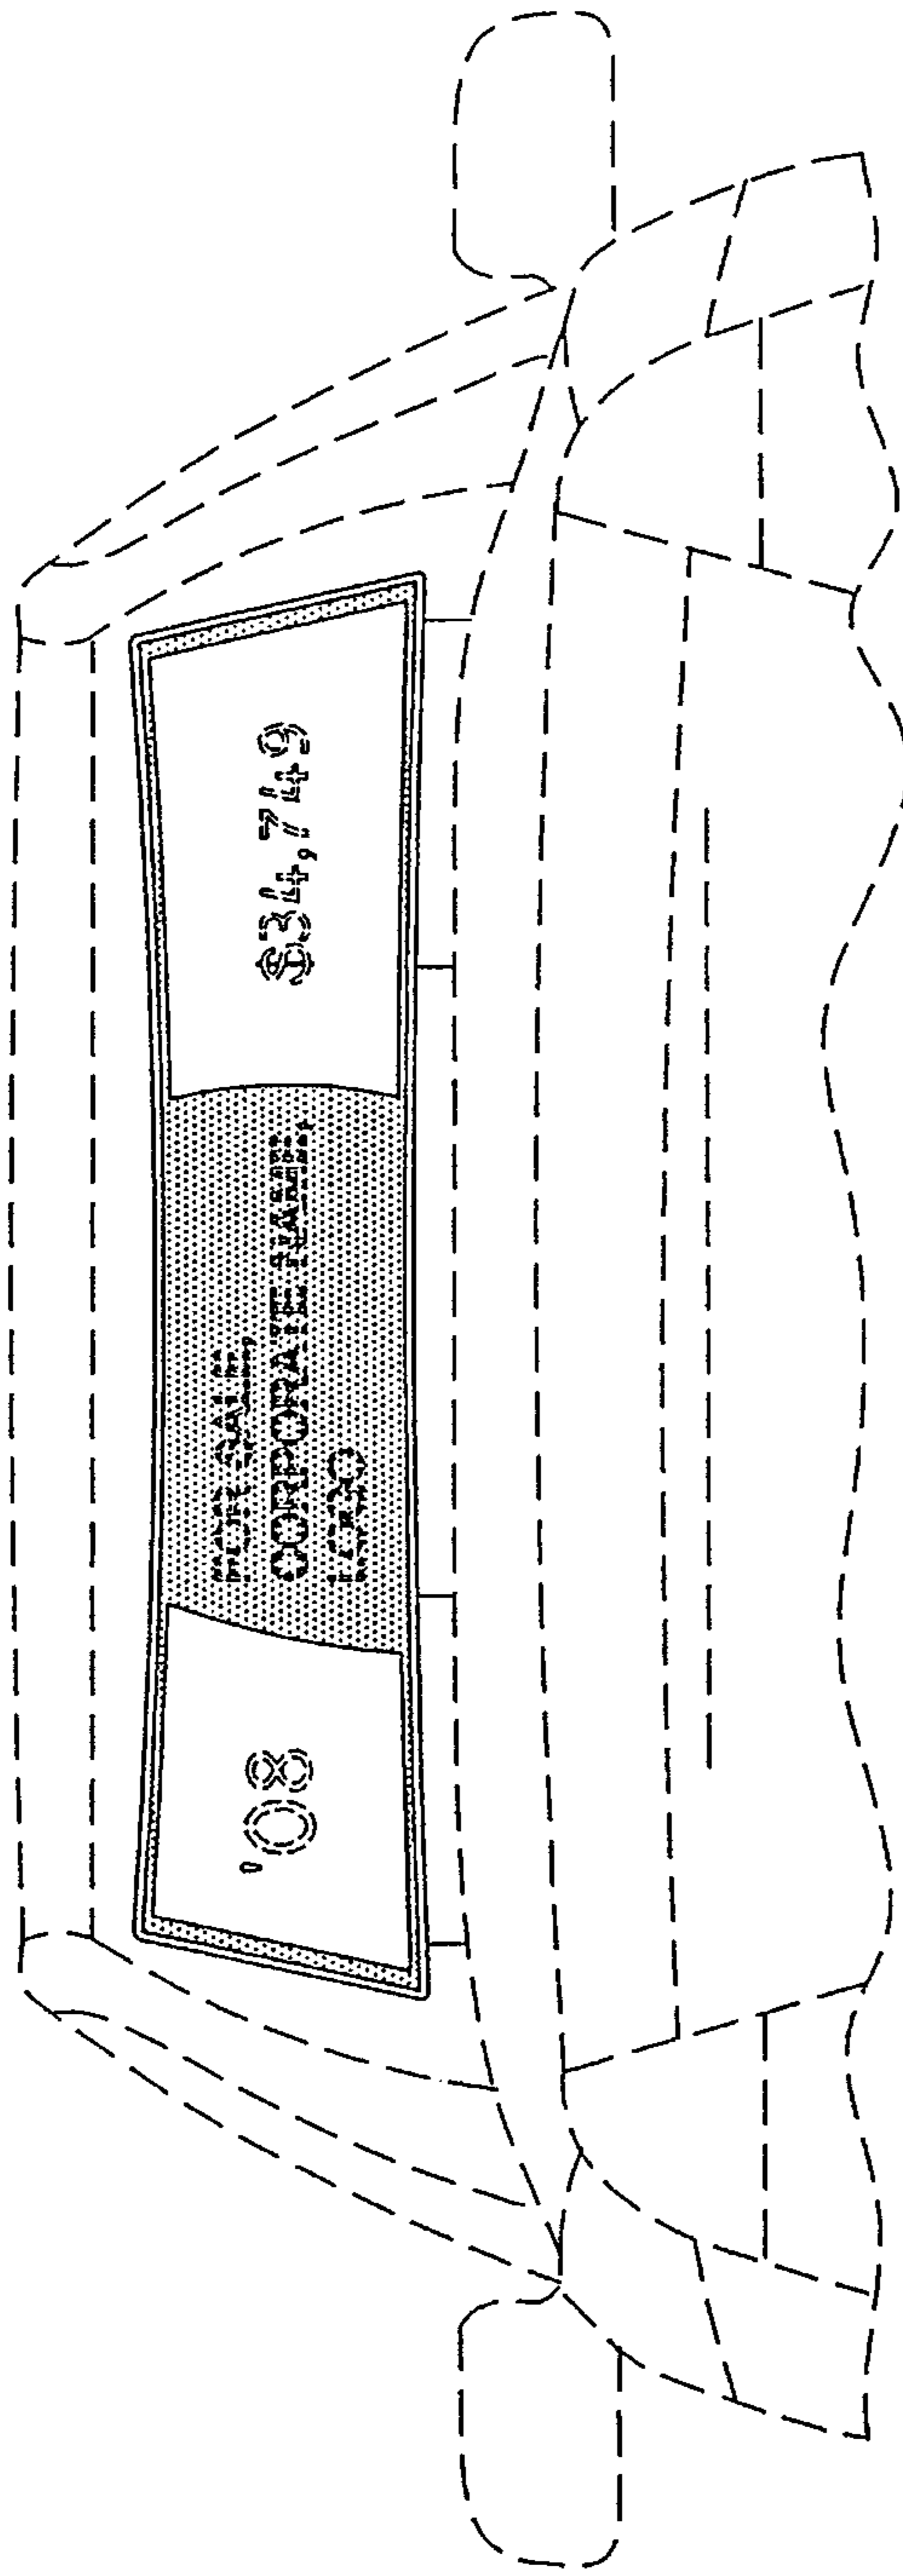 '08
FOR SALE,
CORPORATE NAME,
LOGO
$34,749